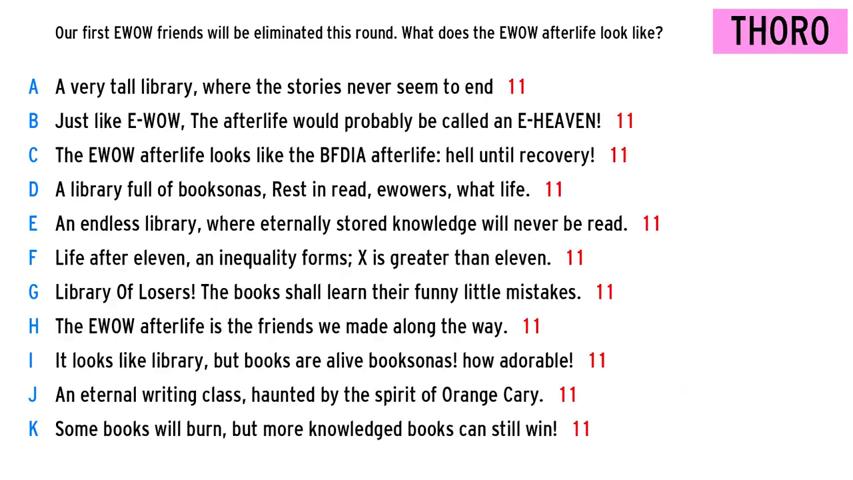 Our first EWOW friends will be eliminated this round. What does the EWOW afterlife look like?
THORO
A A very tall library, where the stories never seem to end 11
B Just like E-WOW, The afterlife would probably be called an E-HEAVEN! 11
C The EWOW afterlife looks like the BFDIA afterlife: hell until recovery! 11
D A library full of booksonas, Rest in read, ewowers, what life. 11
E An endless library, where eternally stored knowledge will never be read. 11
F Life after eleven, an inequality forms; X is greater than eleven. 11
G Library Of Losers! The books shall learn their funny little mistakes. 11
H The EWOW afterlife is the friends we made along the way. 11
I It looks like library, but books are alive booksonas! how adorable! 11
J An eternal writing class, haunted by the spirit of Orange Cary. 11
K Some books will burn, but more knowledged books can still win! 11